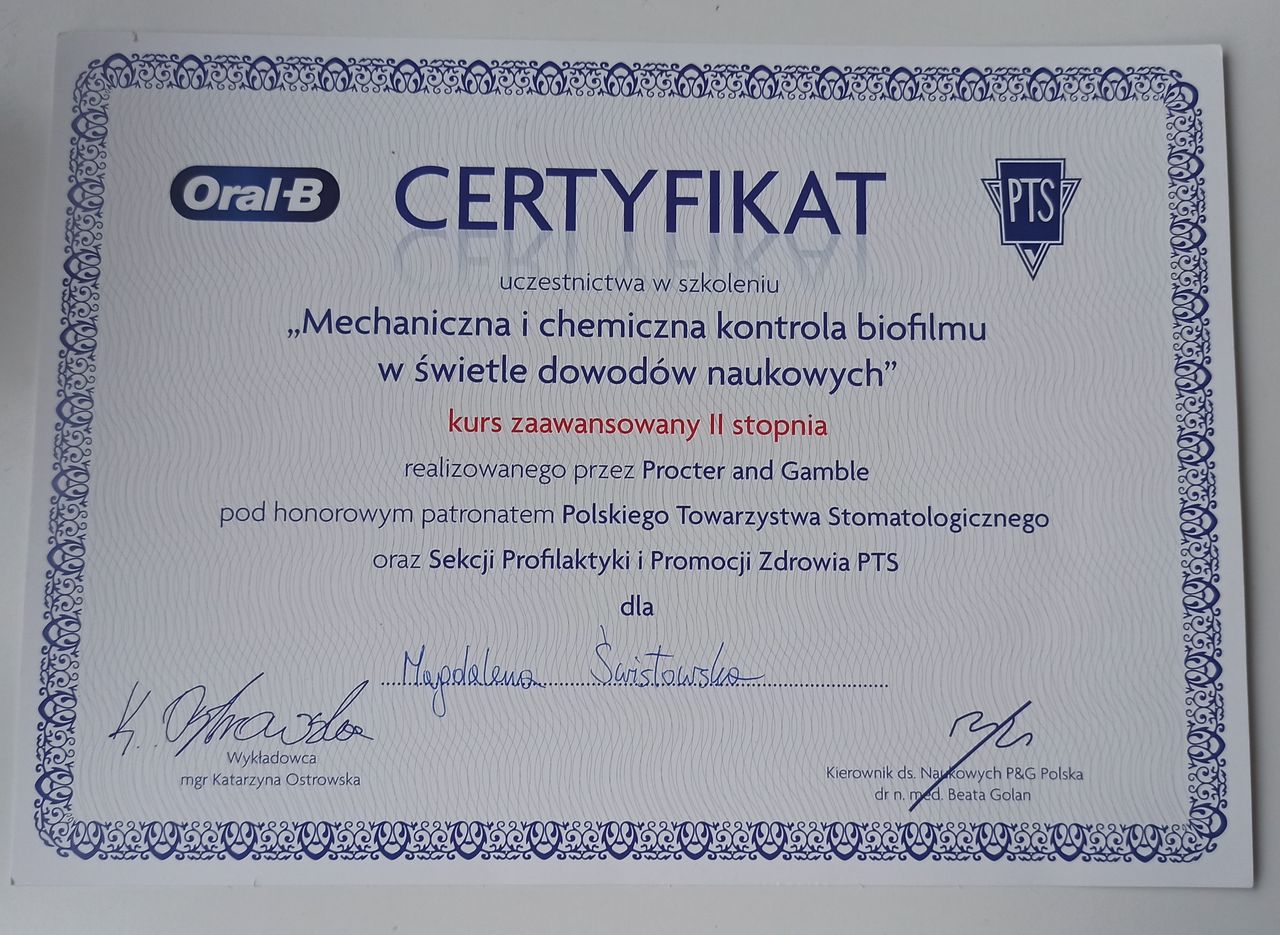 Oral-B
CERTYFIKAT
PTS
uczestnictwa w szkoleniu
„Mechaniczna i chemiczna kontrola biofilmu
w świetle dowodów naukowych”
kurs zaawansowany II stopnia
realizowanego przez Procter and Gamble
pod honorowym patronatem Polskiego Towarzystwa Stomatologicznego
oraz Sekcji Profilaktyki i Promocji Zdrowia PTS
dla
Magdalena Świstowska
K. Ostrowska
Wykładowca
mgr Katarzyna Ostrowska
Kierownik ds. Naukowych P&G Polska
dr n. med. Beata Golan